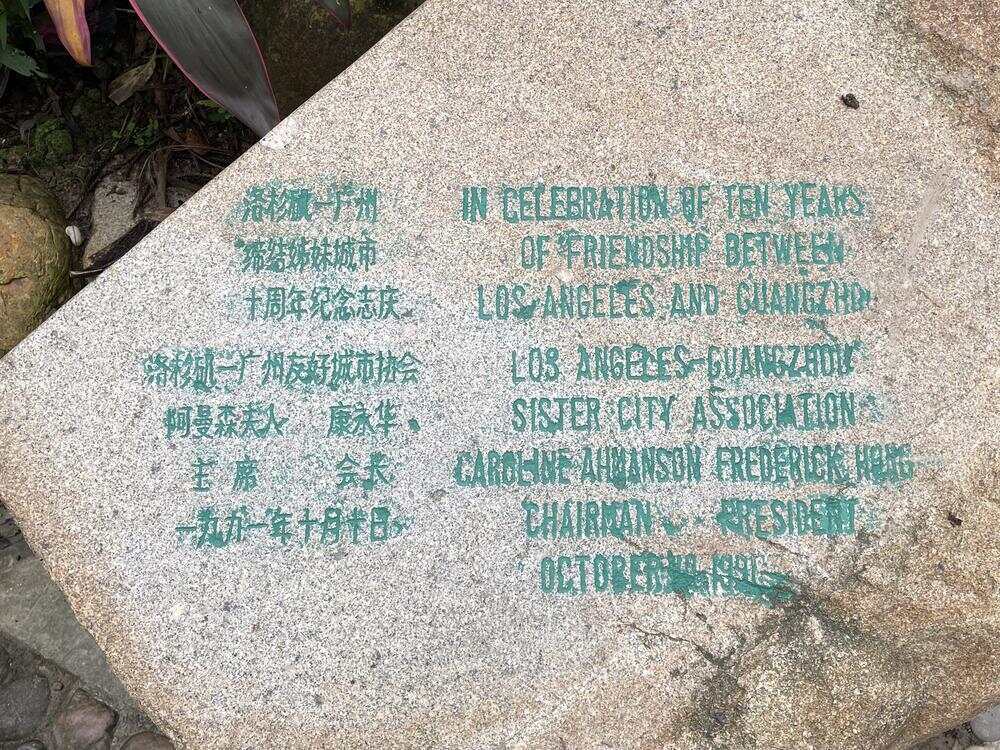 洛杉矶一广州
缔结姊妹城市
十周年纪念志庆
洛杉矶一广州友好城市协会
阿曼森夫人 康永华
主席 会长
一九九一年十月十日
IN CELEBRATION OF TEN YEARS
OF FRIENDSHIP BETWEEN
LOS ANGELES AND GUANGZHOU
LOS ANGELES-GUANGZHOU
SISTER CITY ASSOCIATION
CAROLINE AHMANSON FREDERICK HONG
CHAIRMAN PRESIDENT
OCTOBER